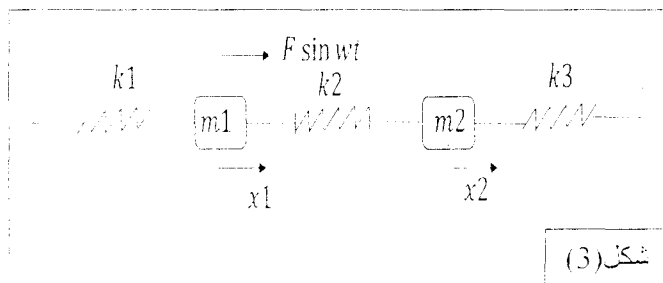 F sin wt
k1 k2 k3
m1 m2
x1 x2
شكل(3)